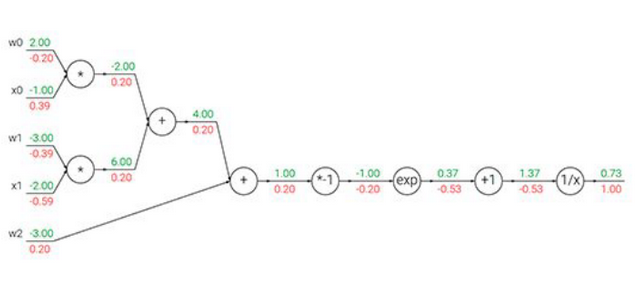 w0 2.00
-0.20
* -2.00
0.20
x0 -1.00
0.39
+ 4.00
0.20
w1 -3.00
-0.39
* 6.00
0.20
x1 -2.00
-0.59
+ 1.00 *-1 -1.00 exp 0.37 +1 1.37 1/x 0.73
0.20 -0.20 -0.53 -0.53 1.00
w2 -3.00
0.20